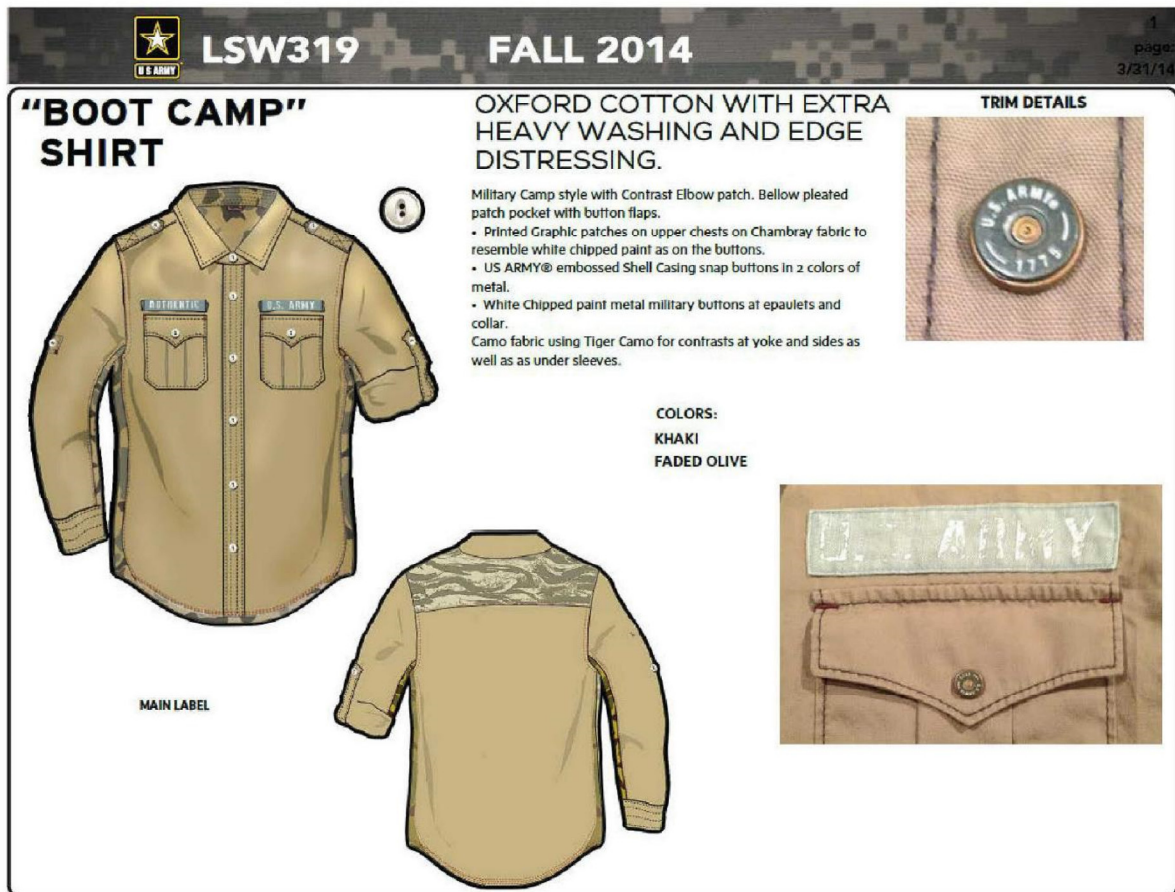 U S ARMY
LSW319
FALL 2014
1
page:
3/31/14
"BOOT CAMP"
SHIRT
OXFORD COTTON WITH EXTRA
HEAVY WASHING AND EDGE
DISTRESSING.
Military Camp style with Contrast Elbow patch. Bellow pleated
patch pocket with button flaps.
• Printed Graphic patches on upper chests on Chambray fabric to
resemble white chipped paint as on the buttons.
• US ARMY® embossed Shell Casing snap buttons in 2 colors of
metal.
• White Chipped paint metal military buttons at epaulets and
collar.
Camo fabric using Tiger Camo for contrasts at yoke and sides as
well as as under sleeves.
TRIM DETAILS
U.S. ARMY®
1775
AUTHENTIC
U.S. ARMY
COLORS:
KHAKI
FADED OLIVE
U. S ARMY
MAIN LABEL